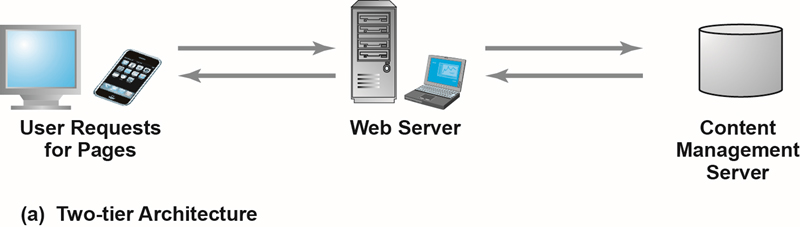 User Requests
for Pages
Web Server
Content
Management
Server
(a) Two-tier Architecture